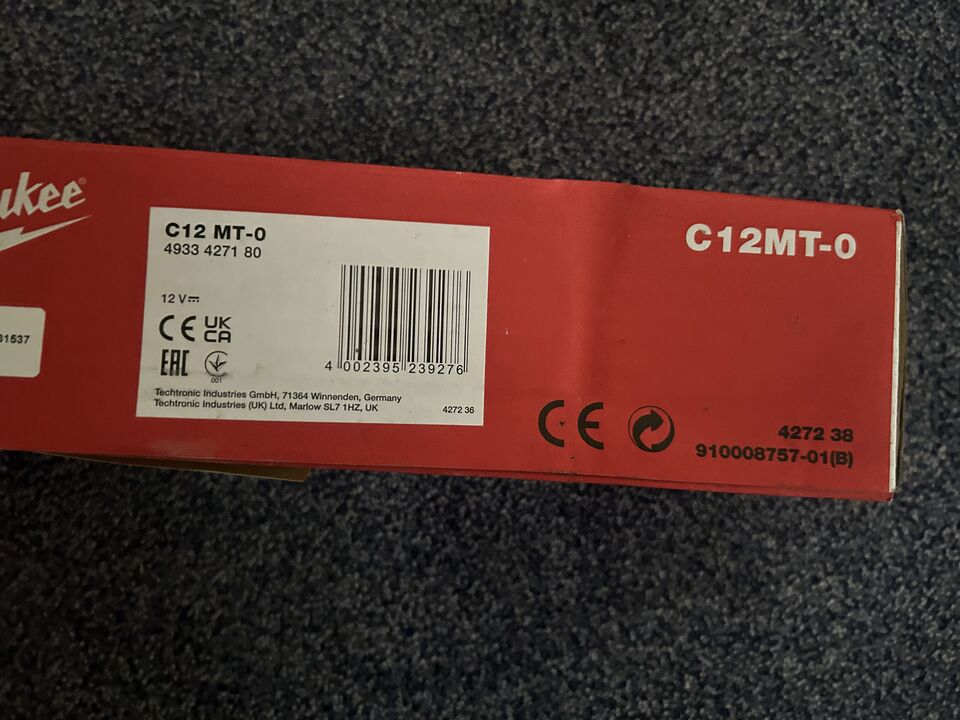 C12 MT-0
4933 4271 80
12 V
CE UK CA
EAC
001
4 002395 239276
Techtronic Industries GmbH, 71364 Winnenden, Germany
Techtronic Industries (UK) Ltd, Marlow SL7 1HZ, UK
4272 36
C12MT-0
CE
4272 38
910008757-01(B)